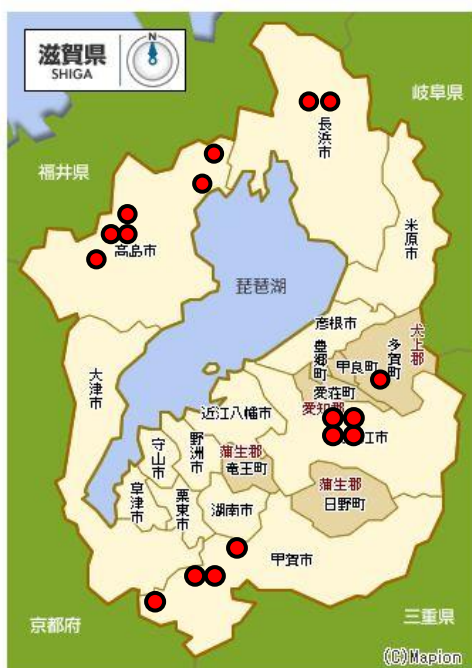 滋賀県
SHIGA
N
岐阜県
長浜市
福井県
米原市
高島市
琵琶湖
彦根市
犬上郡
多賀町
豊郷町
甲良町
大津市
愛荘町
愛知郡
近江八幡市
江市
野洲市
守山市
蒲生郡
竜王町
蒲生郡
日野町
草津市
栗東市
湖南市
甲賀市
京都府
三重県
(C)Mapion